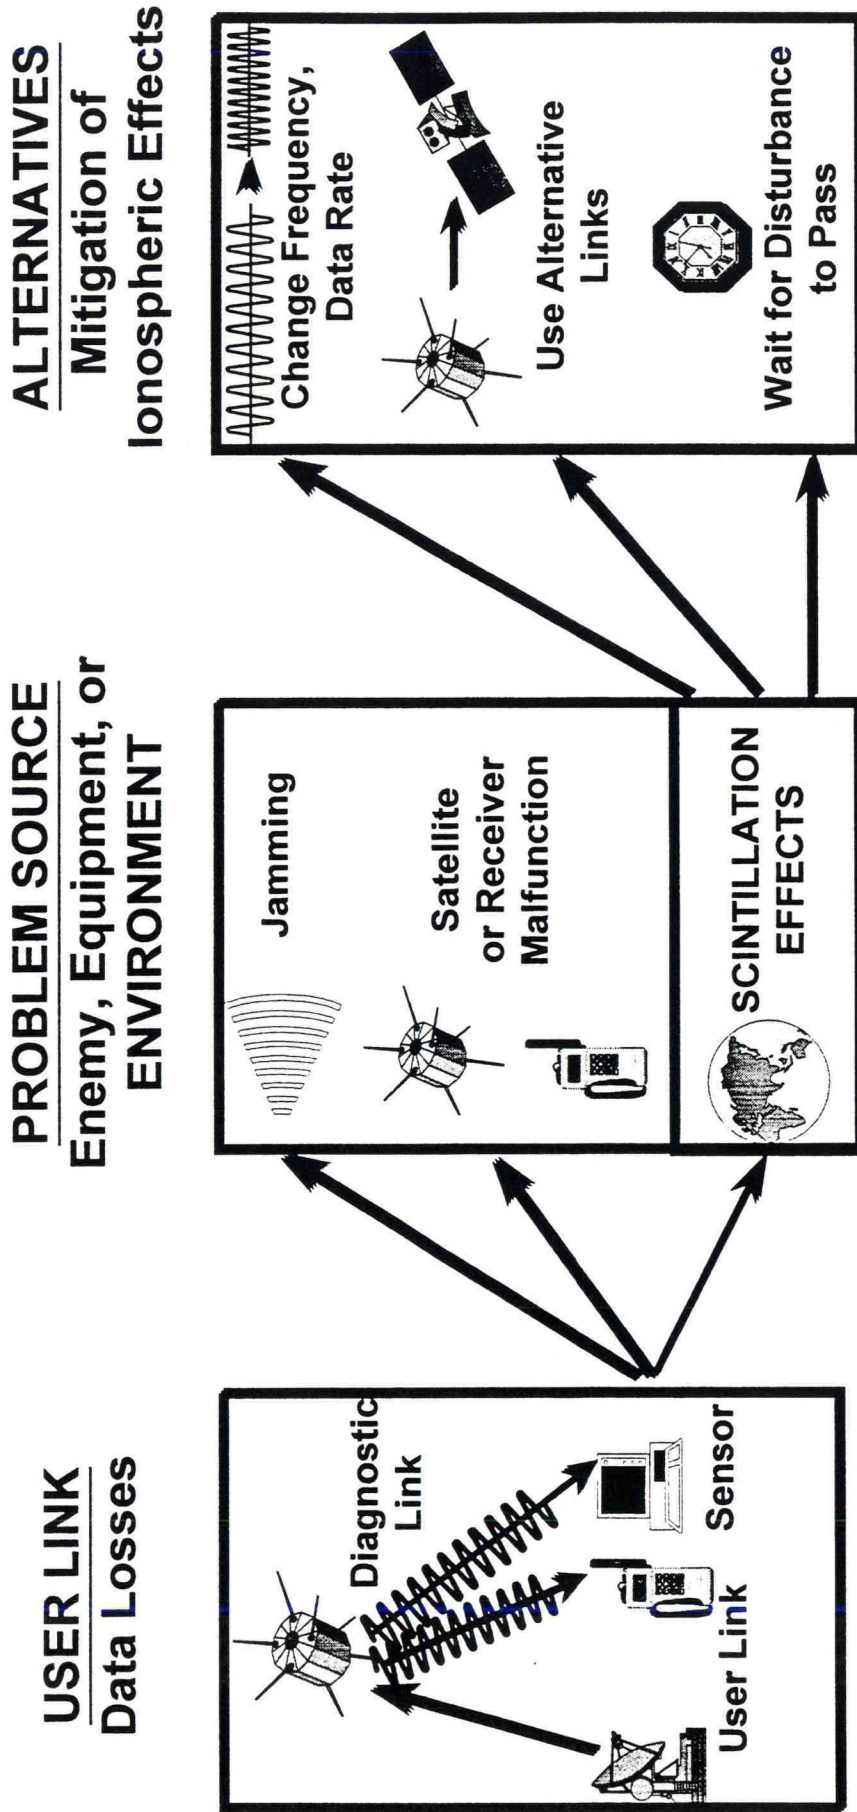 USER LINK
Data Losses
Diagnostic
Link
User Link
Sensor
PROBLEM SOURCE
Enemy, Equipment, or
ENVIRONMENT
Jamming
Satellite
or Receiver
Malfunction
SCINTILLATION
EFFECTS
ALTERNATIVES
Mitigation of
Ionospheric Effects
Change Frequency,
Data Rate
Use Alternative
Links
Wait for Disturbance
to Pass